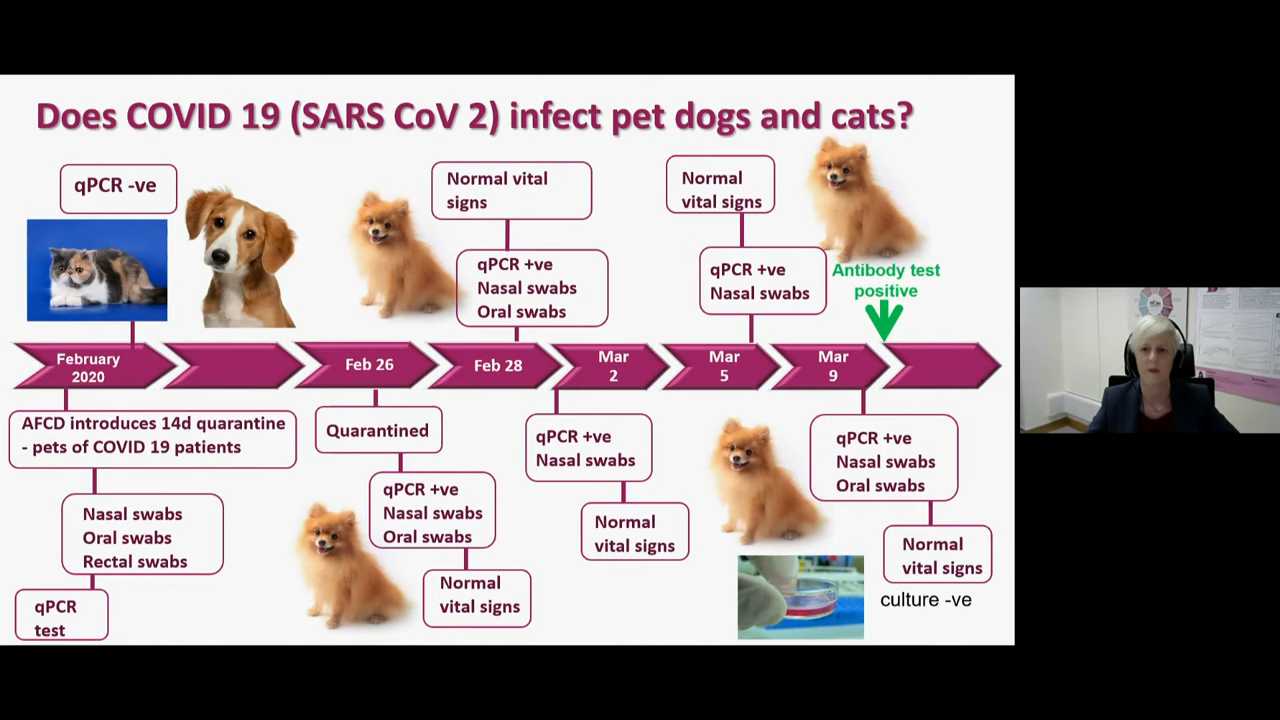 Does COVID 19 (SARS CoV 2) infect pet dogs and cats?
qPCR -ve
Normal vital
signs
qPCR +ve
Nasal swabs
Oral swabs
Normal
vital signs
qPCR +ve
Nasal swabs
Antibody test
positive
February
2020
Feb 26
Feb 28
Mar
2
Mar
5
Mar
9
AFCD introduces 14d quarantine
- pets of COVID 19 patients
Nasal swabs
Oral swabs
Rectal swabs
qPCR
test
Quarantined
qPCR +ve
Nasal swabs
Oral swabs
Normal
vital signs
qPCR +ve
Nasal swabs
Normal
vital signs
qPCR +ve
Nasal swabs
Oral swabs
Normal
vital signs
culture -ve